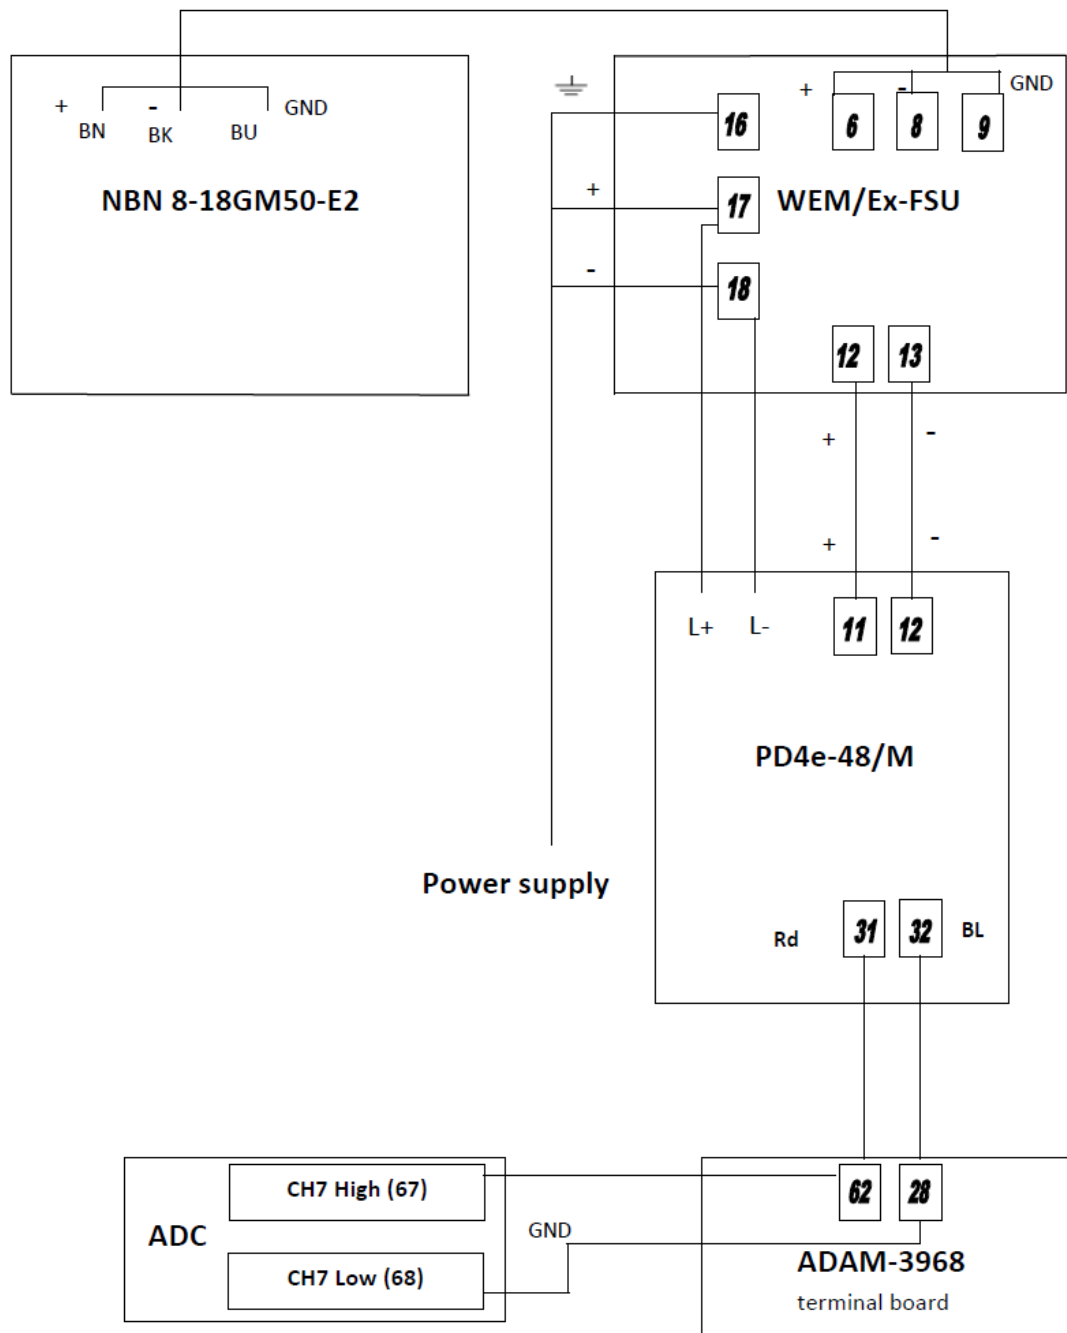 + - GND
BN BK BU
NBN 8-18GM50-E2
+ - GND
16 6 8 9
+
17 WEM/Ex-FSU
-
18
12 13
+ -
+ -
L+ L- 11 12
PD4e-48/M
Power supply
Rd 31 32 BL
CH7 High (67)
ADC
CH7 Low (68)
GND
62 28
ADAM-3968
terminal board